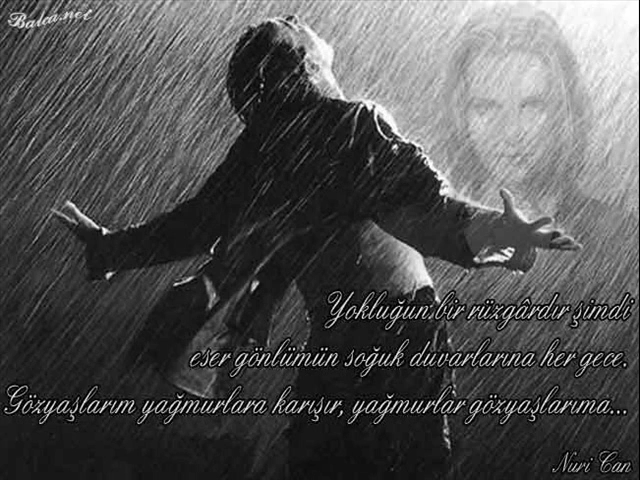 Balca.net
Yokluğun bir rüzgârdır şimdi
eser gönlümün soğuk duvarlarına her gece.
Gözyaşlarım yağmurlara karışır, yağmurlar gözyaşlarıma...
Nuri Can